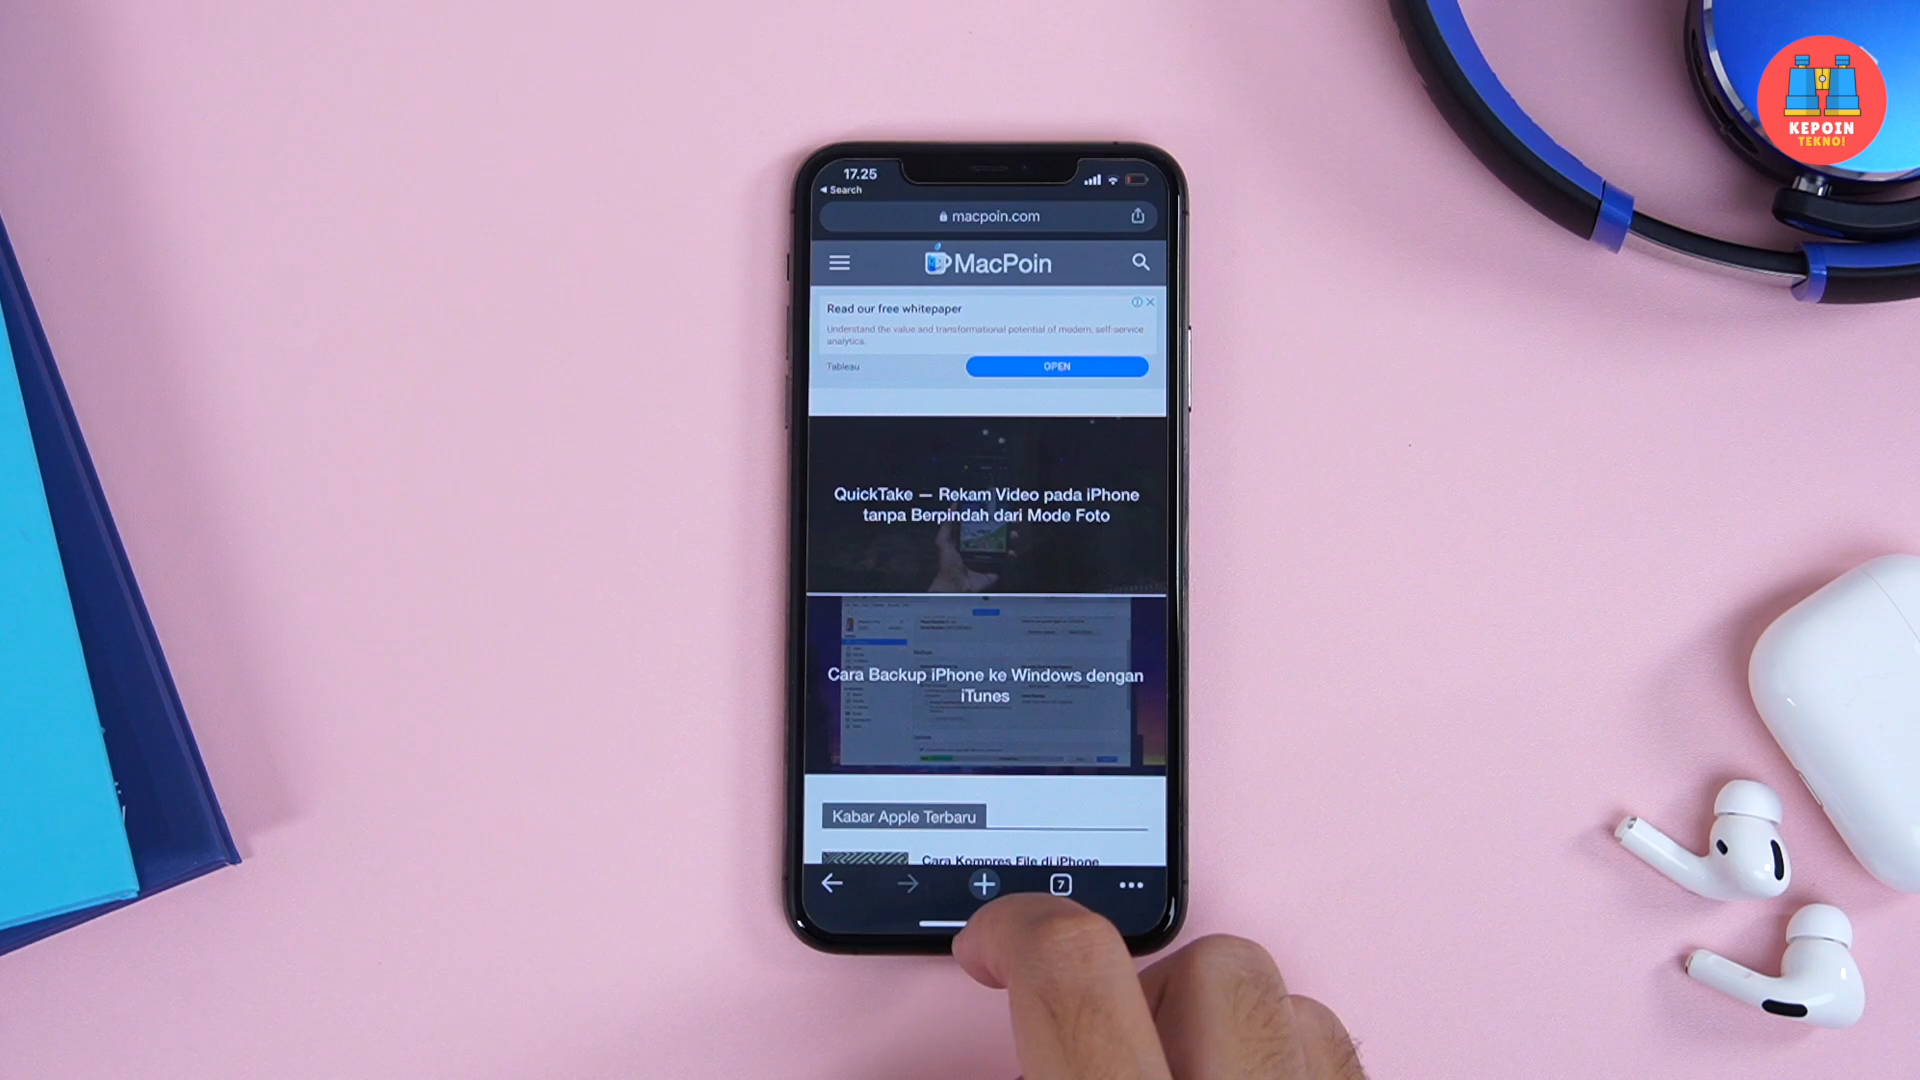 KEPOIN
TEKNO!
17.25
Search
macpoin.com
MacPoin
Read our free whitepaper
Understand the value and transformational potential of modern, self-service
analytics.
Tableau
OPEN
QuickTake — Rekam Video pada iPhone
tanpa Berpindah dari Mode Foto
Cara Backup iPhone ke Windows dengan
iTunes
Kabar Apple Terbaru
Cara Kompres File di iPhone
7